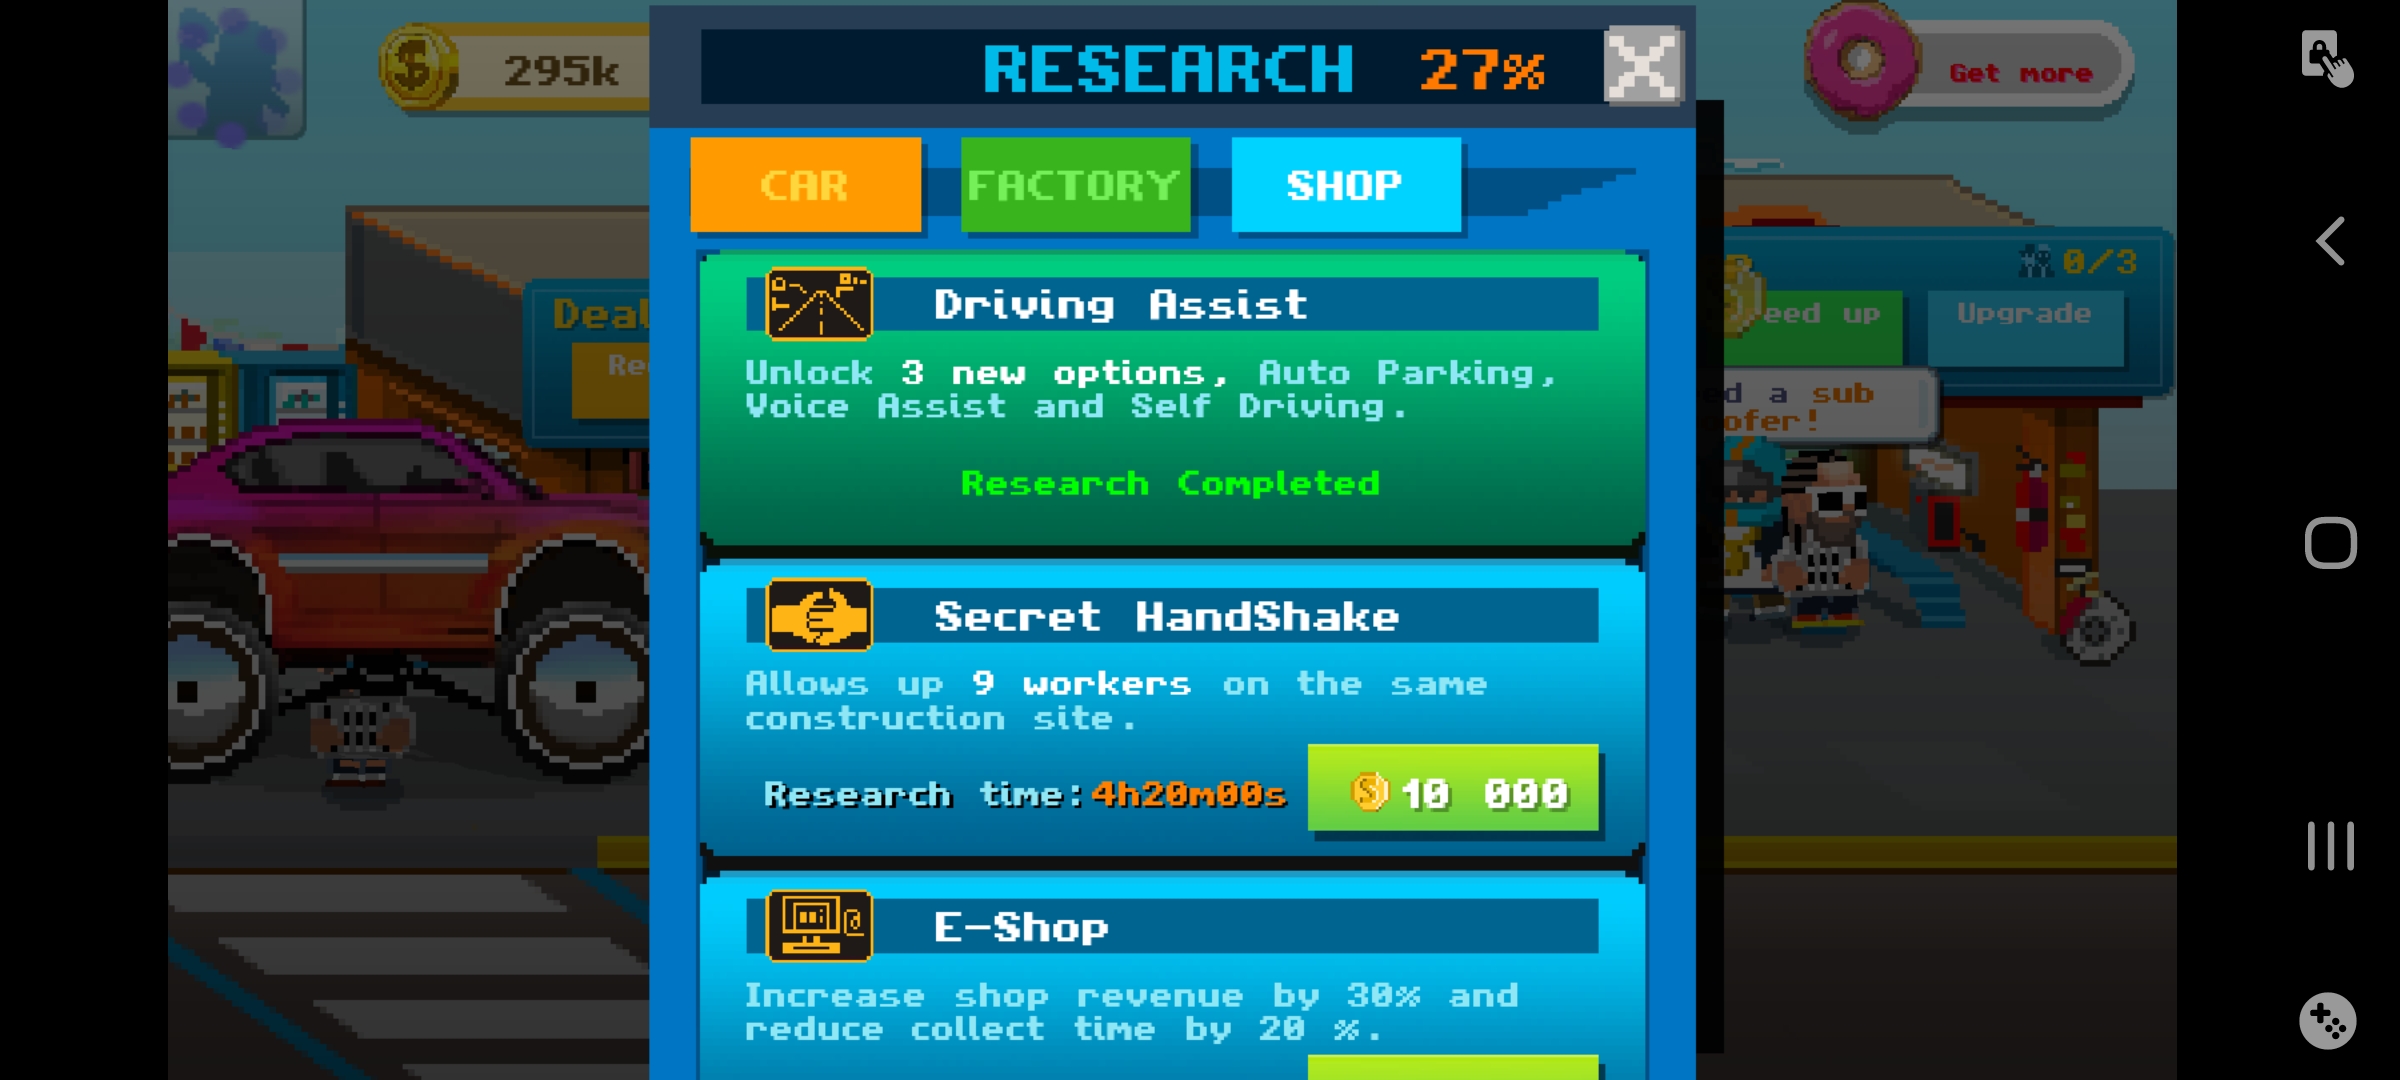 295k
RESEARCH 27%
Get more
CAR
FACTORY
SHOP
0/3
eed up
Upgrade
Driving Assist
Unlock 3 new options, Auto Parking,
Voice Assist and Self Driving.
Research Completed
d a sub
ofer!
Secret HandShake
Allows up 9 workers on the same
construction site.
Research time:4h20m00s
10 000
E-Shop
Increase shop revenue by 30% and
reduce collect time by 20 %.